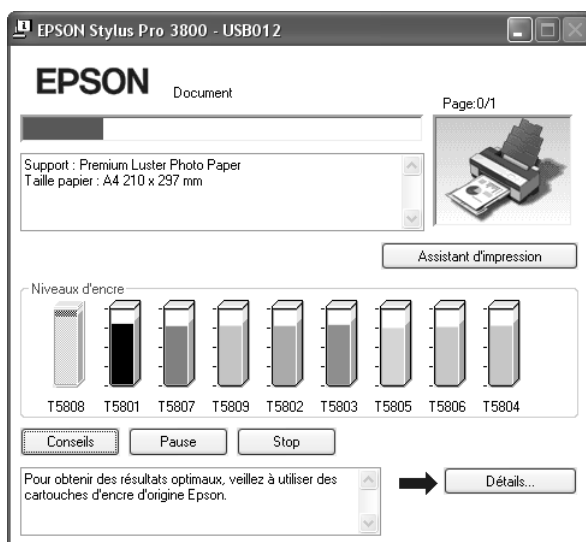 EPSON Stylus Pro 3800 - USB012
EPSON
Document
Page:0/1
Support : Premium Luster Photo Paper
Taille papier : A4 210 x 297 mm
Assistant d'impression
Niveaux d'encre
T5808 T5801 T5807 T5809 T5802 T5803 T5805 T5806 T5804
Conseils Pause Stop
Pour obtenir des résultats optimaux, veillez à utiliser des
cartouches d'encre d'origine Epson.
Détails...